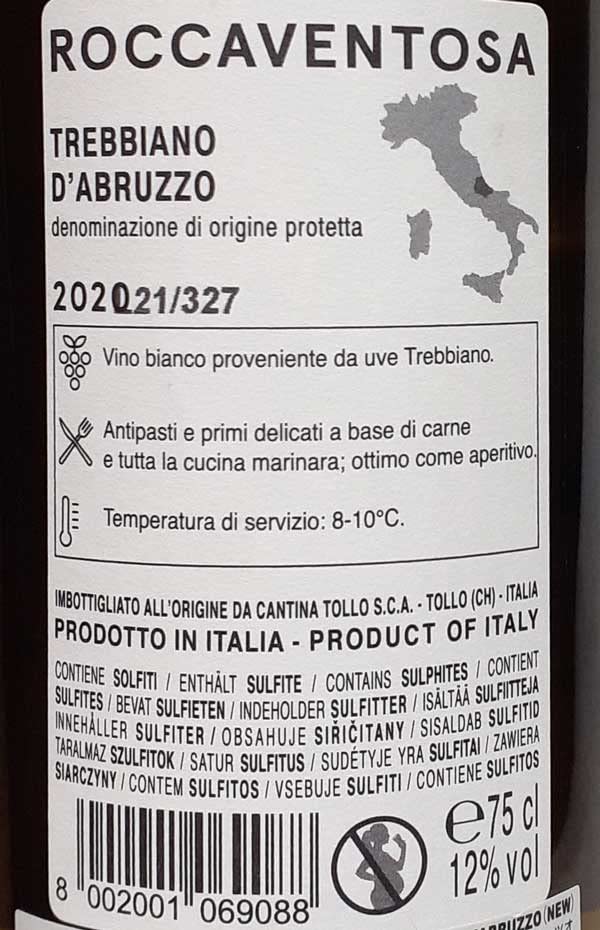 ROCCAVENTOSA
TREBBIANO
D'ABRUZZO
denominazione di origine protetta
2020L21/327
Vino bianco proveniente da uve Trebbiano.
Antipasti e primi delicati a base di carne
e tutta la cucina marinara; ottimo come aperitivo.
Temperatura di servizio: 8-10°C.
IMBOTTIGLIATO ALL'ORIGINE DA CANTINA TOLLO S.C.A. - TOLLO (CH) - ITALIA
PRODOTTO IN ITALIA - PRODUCT OF ITALY
CONTIENE SOLFITI / ENTHÄLT SULFITE / CONTAINS SULPHITES / CONTIENT
SULFITES / BEVAT SULFIETEN / INDEHOLDER SULFITTER / ISÄLTÄÄ SULFIITTEJA
INNEHÅLLER SULFITER / OBSAHUJE SIŘIČITANY / SISALDAB SULFITID
TARALMAZ SZULFITOK / SATUR SULFITUS / SUDÉTYJE YRA SULFITAI / ZAWIERA
SIARCZYNY / CONTEM SULFITOS / VSEBUJE SULFITI / CONTIENE SULFITOS
℮75 cl
12% vol
8 002001 069088
(NEW)